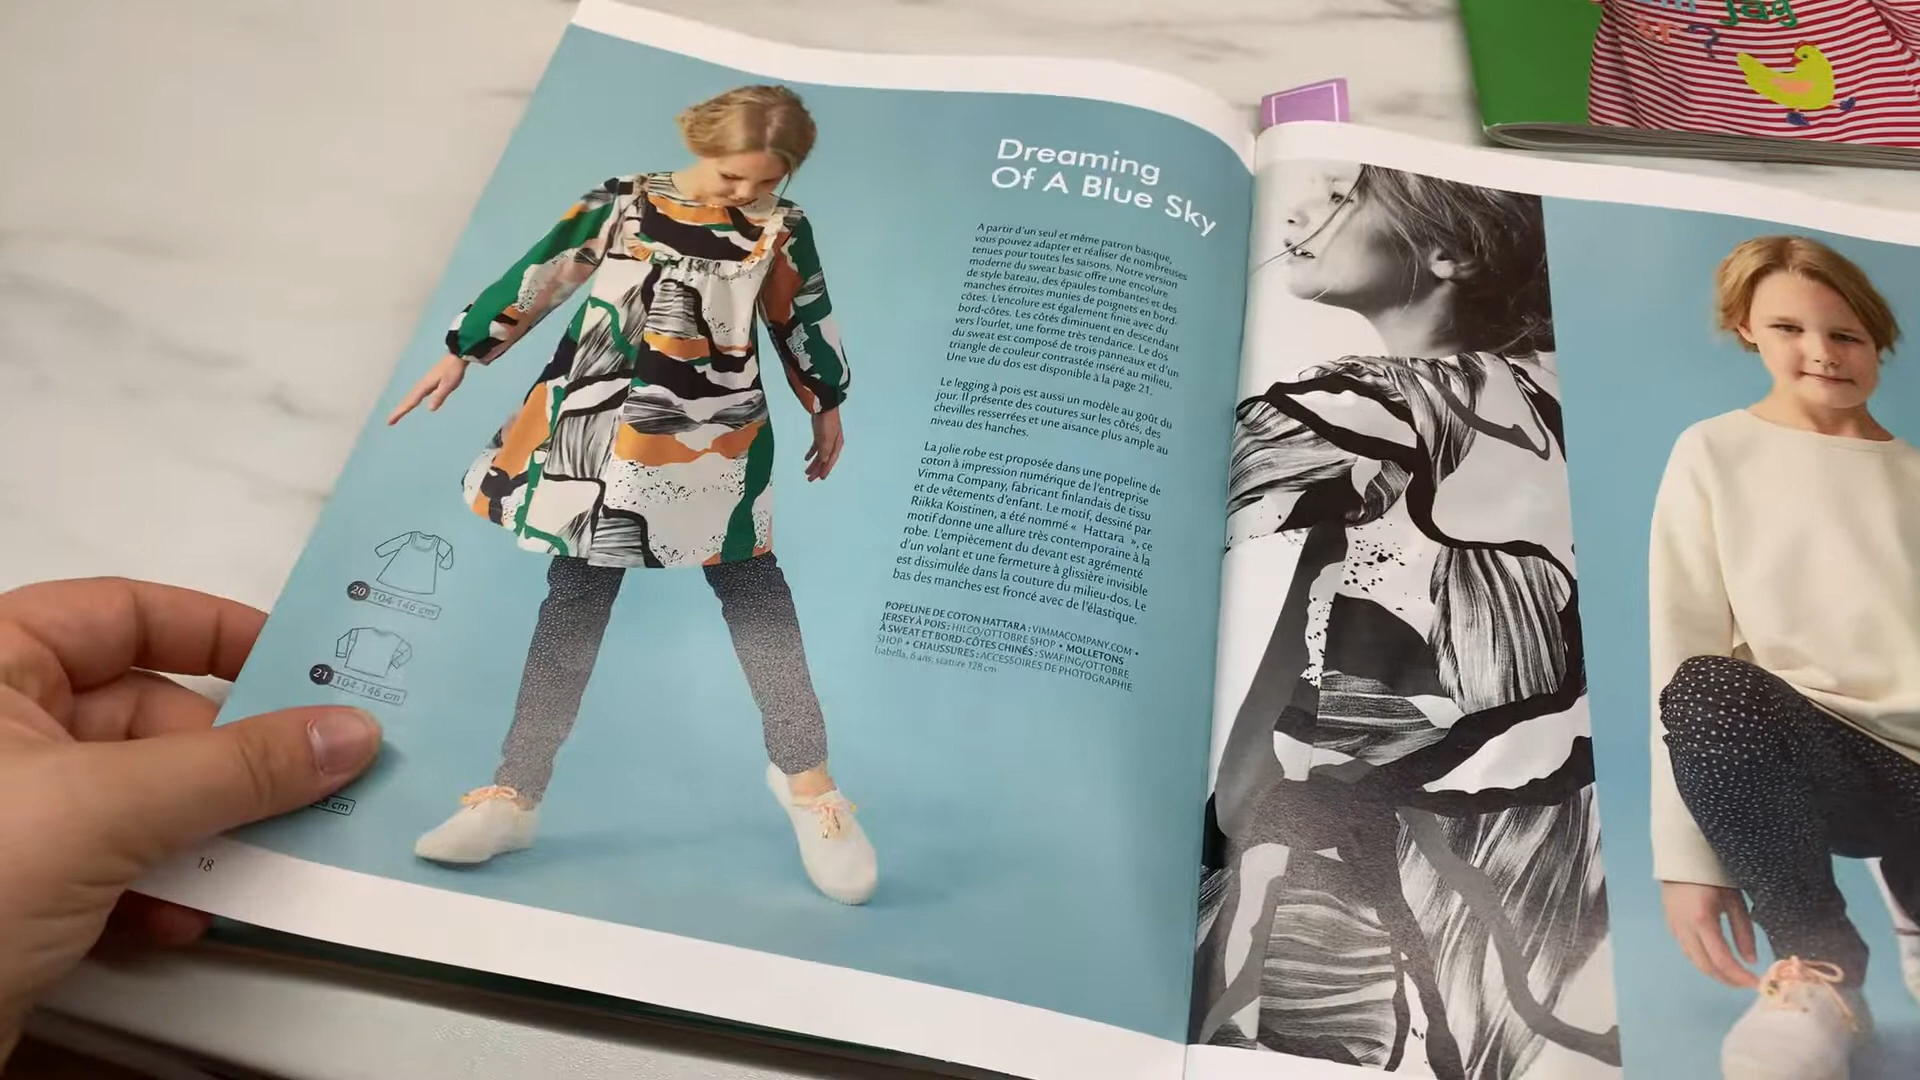 Dreaming
Of A Blue Sky
A partir d'un seul et même patron basique,
vous pouvez adapter et réaliser de nombreuses
tenues pour toutes les saisons. Notre version
moderne du sweat basic offre une encolure
de style bateau, des épaules tombantes et des
manches étroites munies de poignets en bord-
côtes. L'encolure est également finie avec du
bord-côtes. Les côtés diminuent en descendant
vers l'ourlet, une forme très tendance. Le dos
du sweat est composé de trois panneaux et d'un
triangle de couleur contrastée inséré au milieu.
Une vue du dos est disponible à la page 21.
Le legging à pois est aussi un modèle au goût du
jour. Il présente des coutures sur les côtés, des
chevilles resserrées et une aisance plus ample au
niveau des hanches.
La jolie robe est proposée dans une popeline de
coton à impression numérique de l'entreprise
Vimma Company, fabricant finlandais de tissu
et de vêtements d'enfant. Le motif, dessiné par
Riikka Koistinen, a été nommé « Hattara », ce
motif donne une allure très contemporaine à la
robe. L'empiècement du devant est agrémenté
d'un volant et une fermeture à glissière invisible
est dissimulée dans la couture du milieu-dos. Le
bas des manches est froncé avec de l'élastique.
POPELINE DE COTON HATTARA : VIMMACOMPANY.COM •
JERSEY À POIS : HILCO/OTTOBRE SHOP • MOLLETONS
À SWEAT ET BORD-CÔTES CHINÉS : SWAFING/OTTOBRE
SHOP • CHAUSSURES : ACCESSOIRES DE PHOTOGRAPHIE
Isabella, 6 ans, stature 128 cm
20 104-146 cm
21 104-146 cm
cm
18
jag
är?